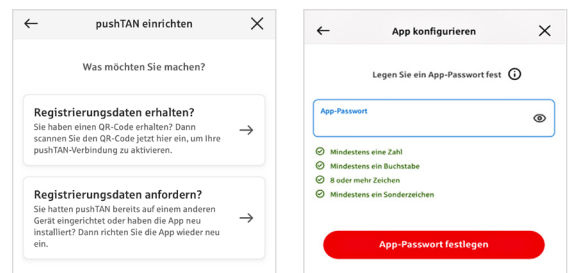 pushTAN einrichten
Was möchten Sie machen?
Registrierungsdaten erhalten?
Sie haben einen QR-Code erhalten? Dann
scannen Sie den QR-Code jetzt hier ein, um Ihre
pushTAN-Verbindung zu aktivieren.
Registrierungsdaten anfordern?
Sie hatten pushTAN bereits auf einem anderen
Gerät eingerichtet oder haben die App neu
installiert? Dann richten Sie die App wieder neu
ein.
App konfigurieren
Legen Sie ein App-Passwort fest
App-Passwort
Mindestens eine Zahl
Mindestens ein Buchstabe
8 oder mehr Zeichen
Mindestens ein Sonderzeichen
App-Passwort festlegen